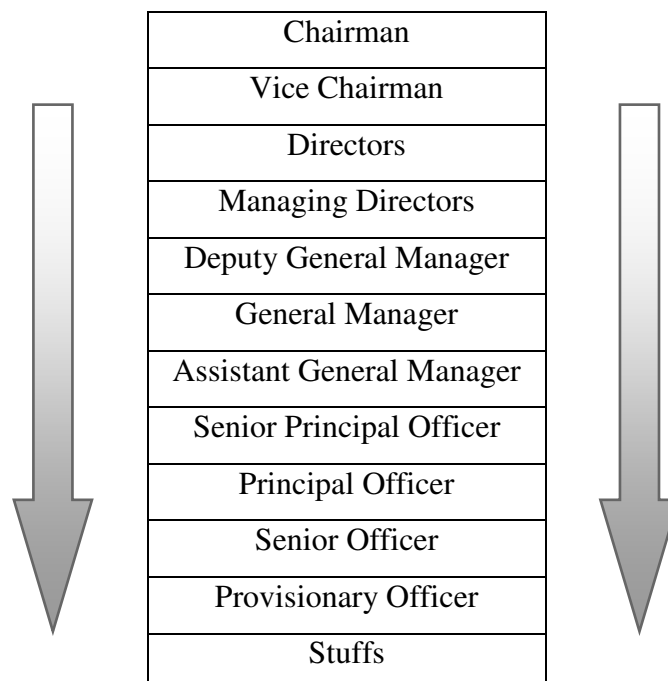 Chairman
Vice Chairman
Directors
Managing Directors
Deputy General Manager
General Manager
Assistant General Manager
Senior Principal Officer
Principal Officer
Senior Officer
Provisionary Officer
Stuffs